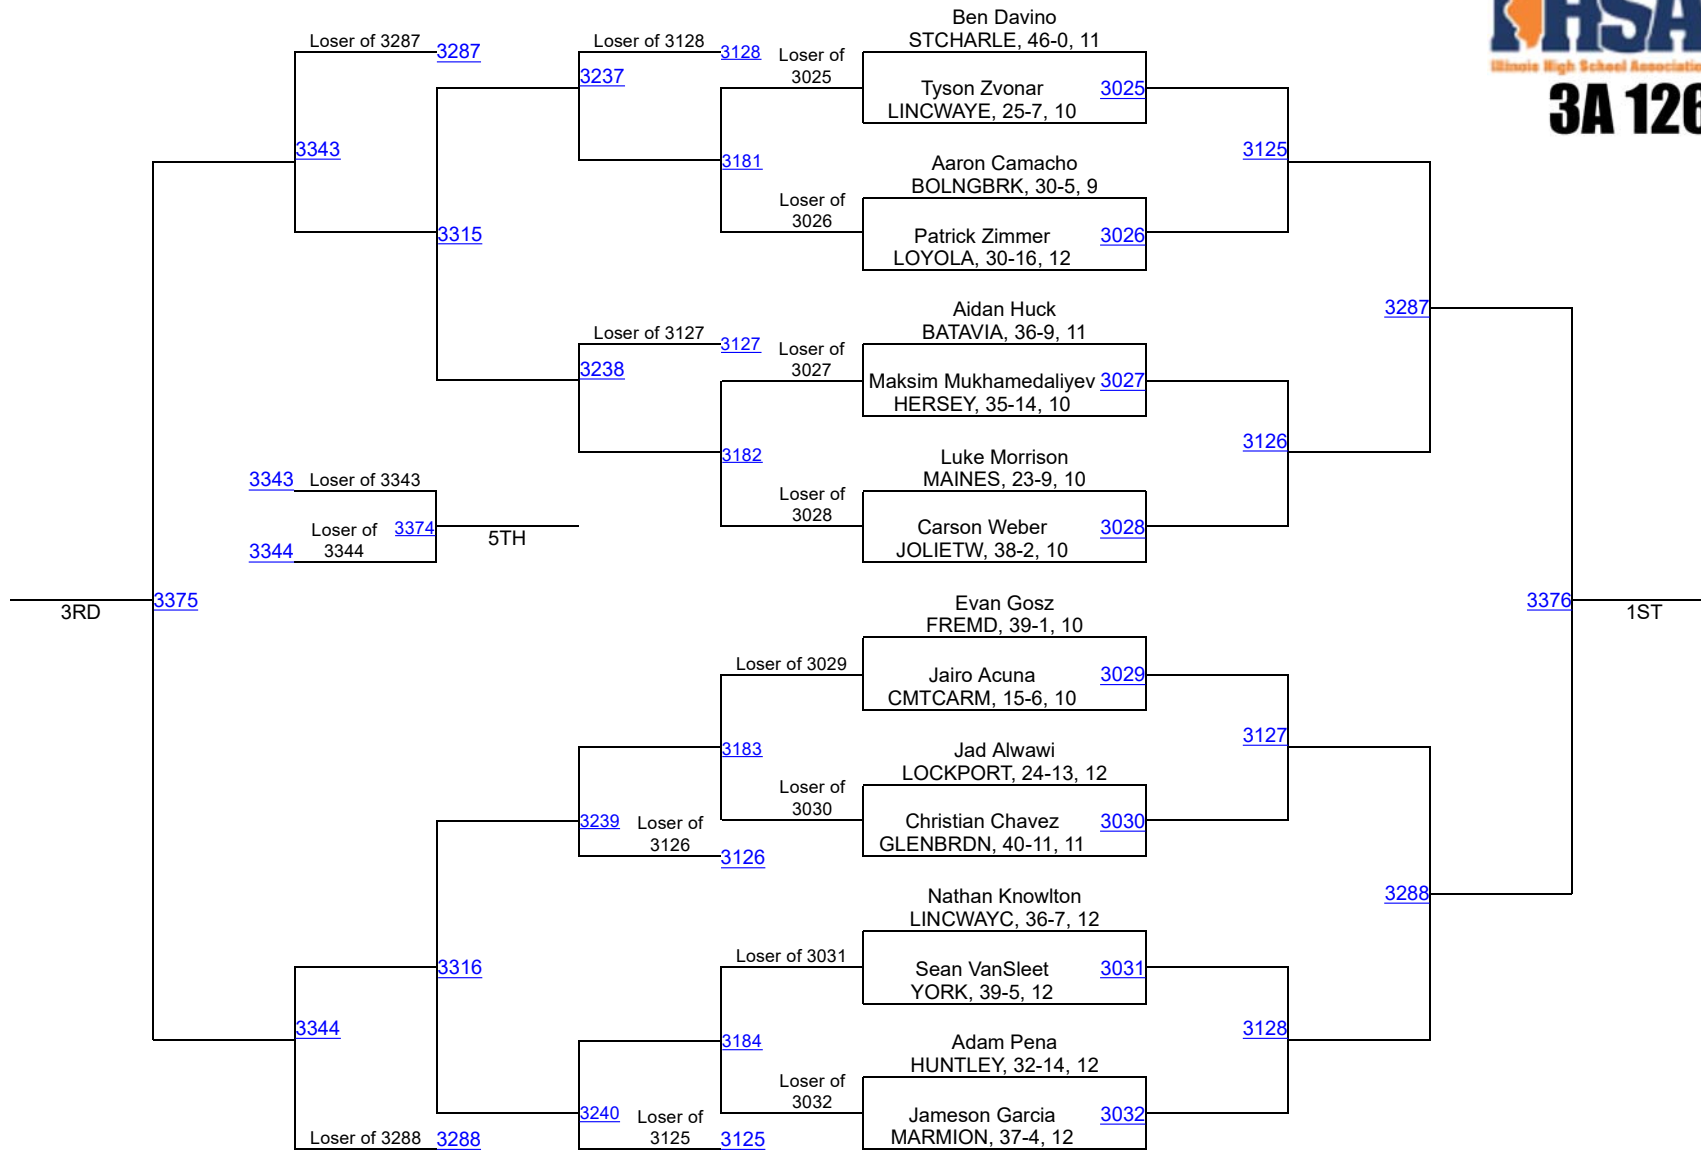 IHSA
Illinois High School Association
3A 126
Ben Davino
STCHARLE, 46-0, 11
Loser of 3287
3287
Loser of 3128
3128
Loser of
3025
3237
Tyson Zvonar
3025
LINCWAYE, 25-7, 10
3343
3181
Aaron Camacho
BOLNGBRK, 30-5, 9
3125
Loser of
3026
3315
Patrick Zimmer
3026
LOYOLA, 30-16, 12
Aidan Huck
BATAVIA, 36-9, 11
3287
Loser of 3127
3127
Loser of
3027
3238
Maksim Mukhamedaliyev
3027
HERSEY, 35-14, 10
3182
Luke Morrison
MAINES, 23-9, 10
3126
3343
Loser of 3343
Loser of
3028
Loser of
3344
3374
3344
5TH
Carson Weber
3028
JOLIETW, 38-2, 10
3RD
3375
Evan Gosz
FREMD, 39-1, 10
3376
1ST
Loser of 3029
Jairo Acuna
3029
CMTCARM, 15-6, 10
3183
Jad Alwawi
LOCKPORT, 24-13, 12
3127
Loser of
3030
3239
Loser of
3126
3126
Christian Chavez
3030
GLENBRDN, 40-11, 11
Nathan Knowlton
LINCWAYC, 36-7, 12
3288
Loser of 3031
3316
Sean VanSleet
3031
YORK, 39-5, 12
3344
3184
Adam Pena
HUNTLEY, 32-14, 12
3128
Loser of
3032
3240
Loser of
3125
3125
Jameson Garcia
3032
MARMION, 37-4, 12
Loser of 3288
3288